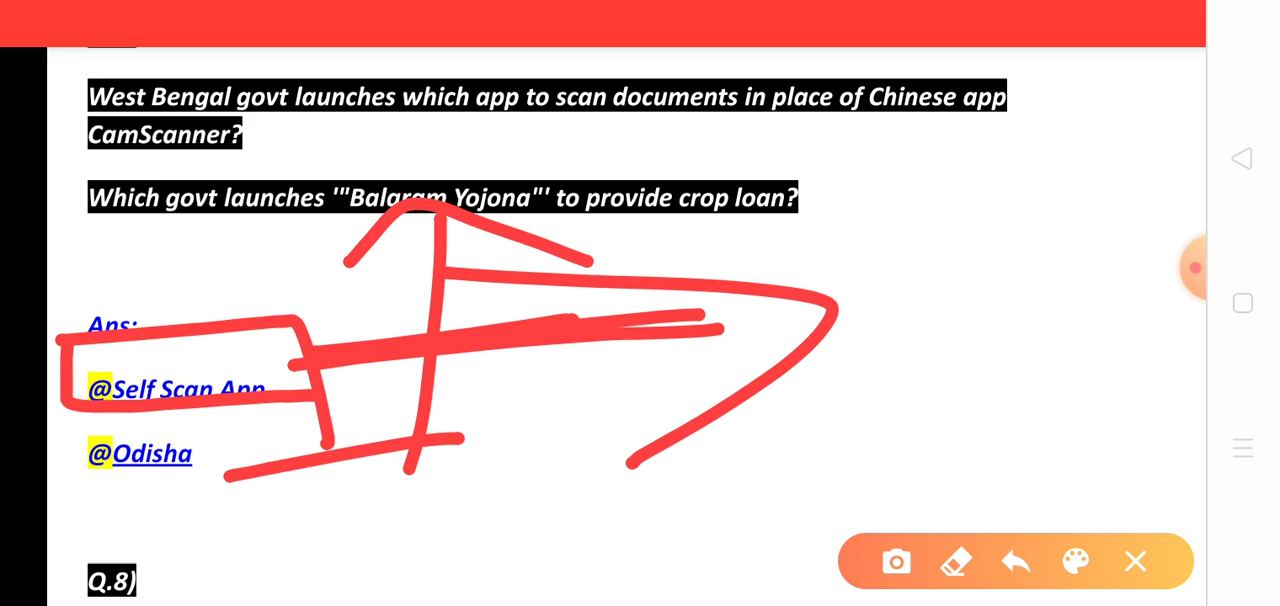 West Bengal govt launches which app to scan documents in place of Chinese app
CamScanner?
Which govt launches '"Balaram Yojona"' to provide crop loan?
Ans:
@Self Scan App
@Odisha
Q.8)